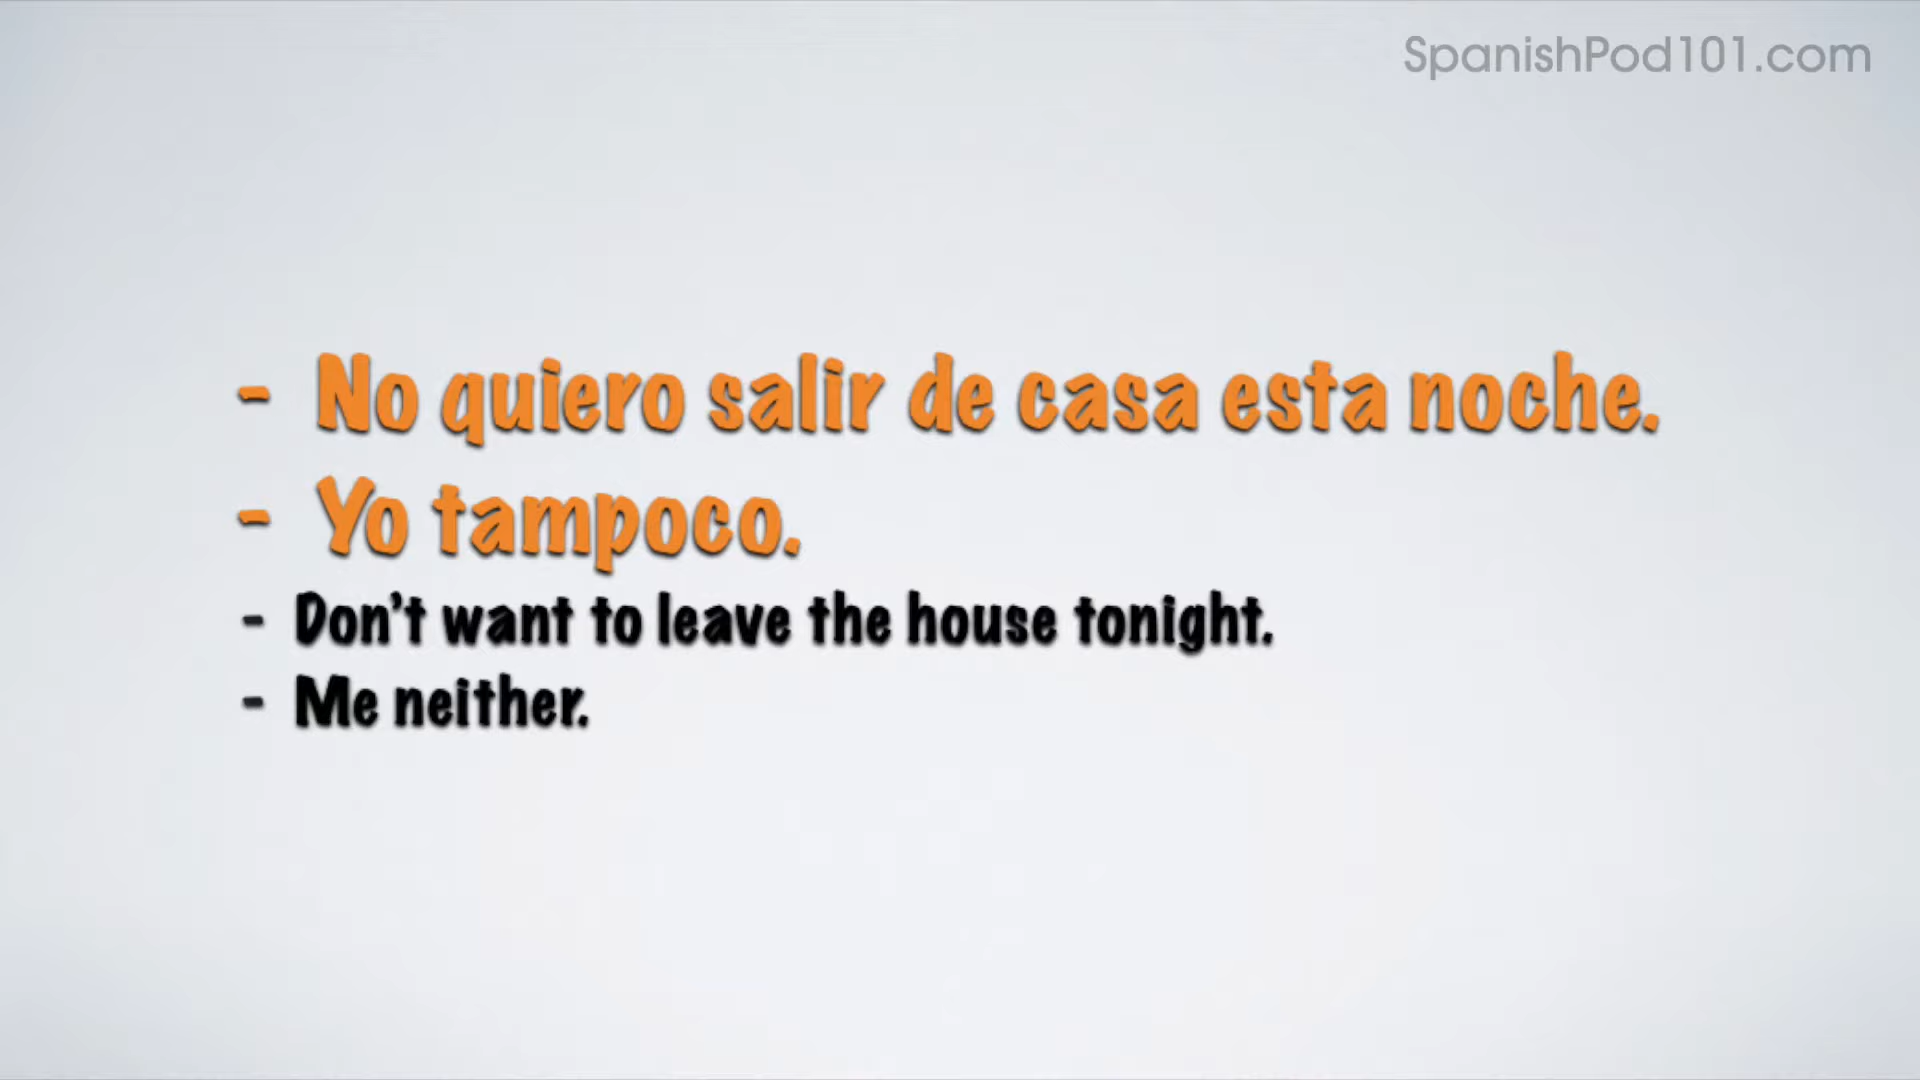 SpanishPod101.com
- No quiero salir de casa esta noche.
- Yo tampoco.
- Don't want to leave the house tonight.
- Me neither.